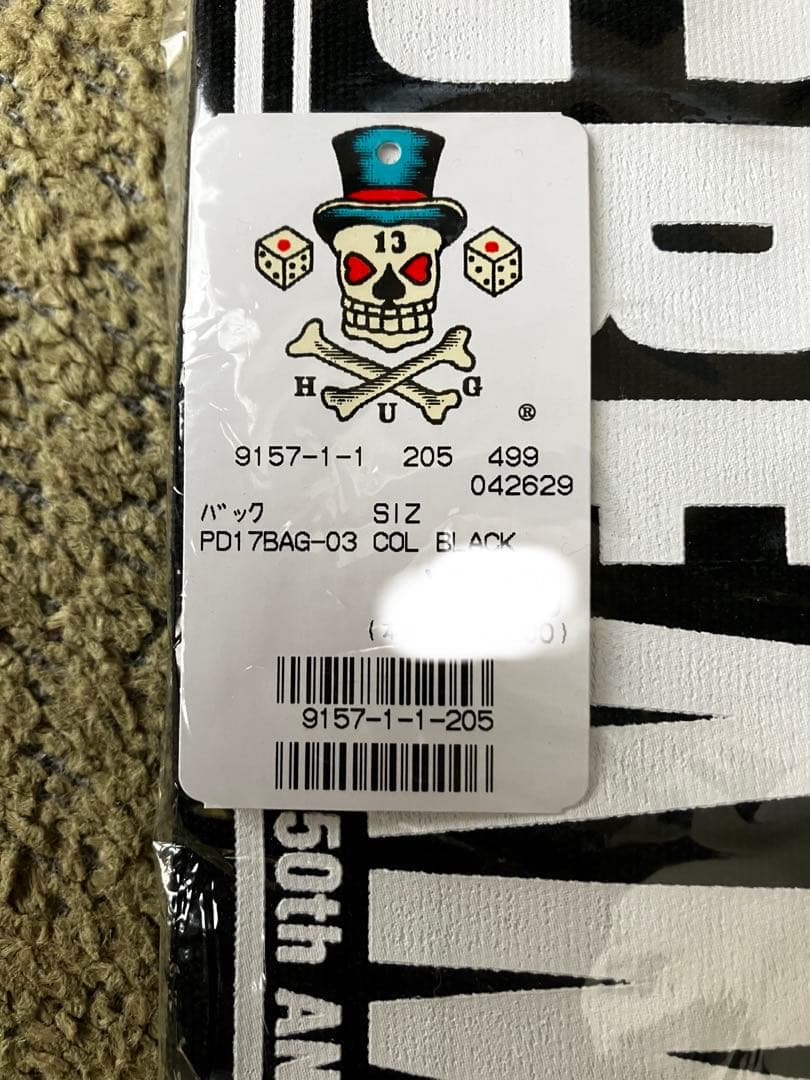 13
H U G
®
9157-1-1 205 499
042629
ﾊﾞｯｸ SIZ
PD17BAG-03 COL BLACK
9157-1-1-205
50th AN